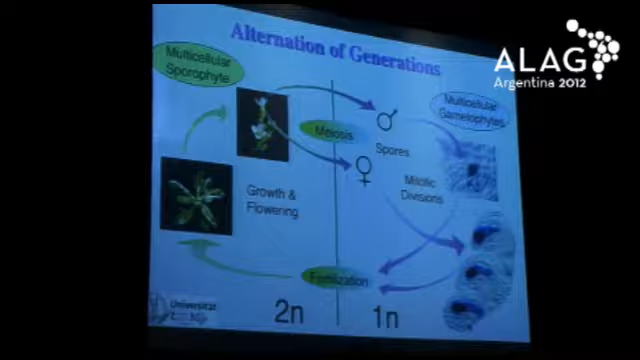 Alternation of Generations
ALAG
Argentina 2012
Multicellular
Sporophyte
Multicellular
Gametophytes
Meiosis
Spores
Mitotic
Divisions
Growth &
Flowering
Fertilization
2n
1n
Universität